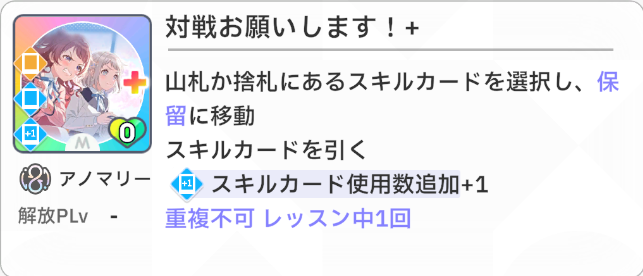 対戦お願いします！+
山札か捨札にあるスキルカードを選択し、保
留に移動
スキルカードを引く
+1 スキルカード使用数追加+1
重複不可 レッスン中1回
+1
0
M
アノマリー
解放PLv -